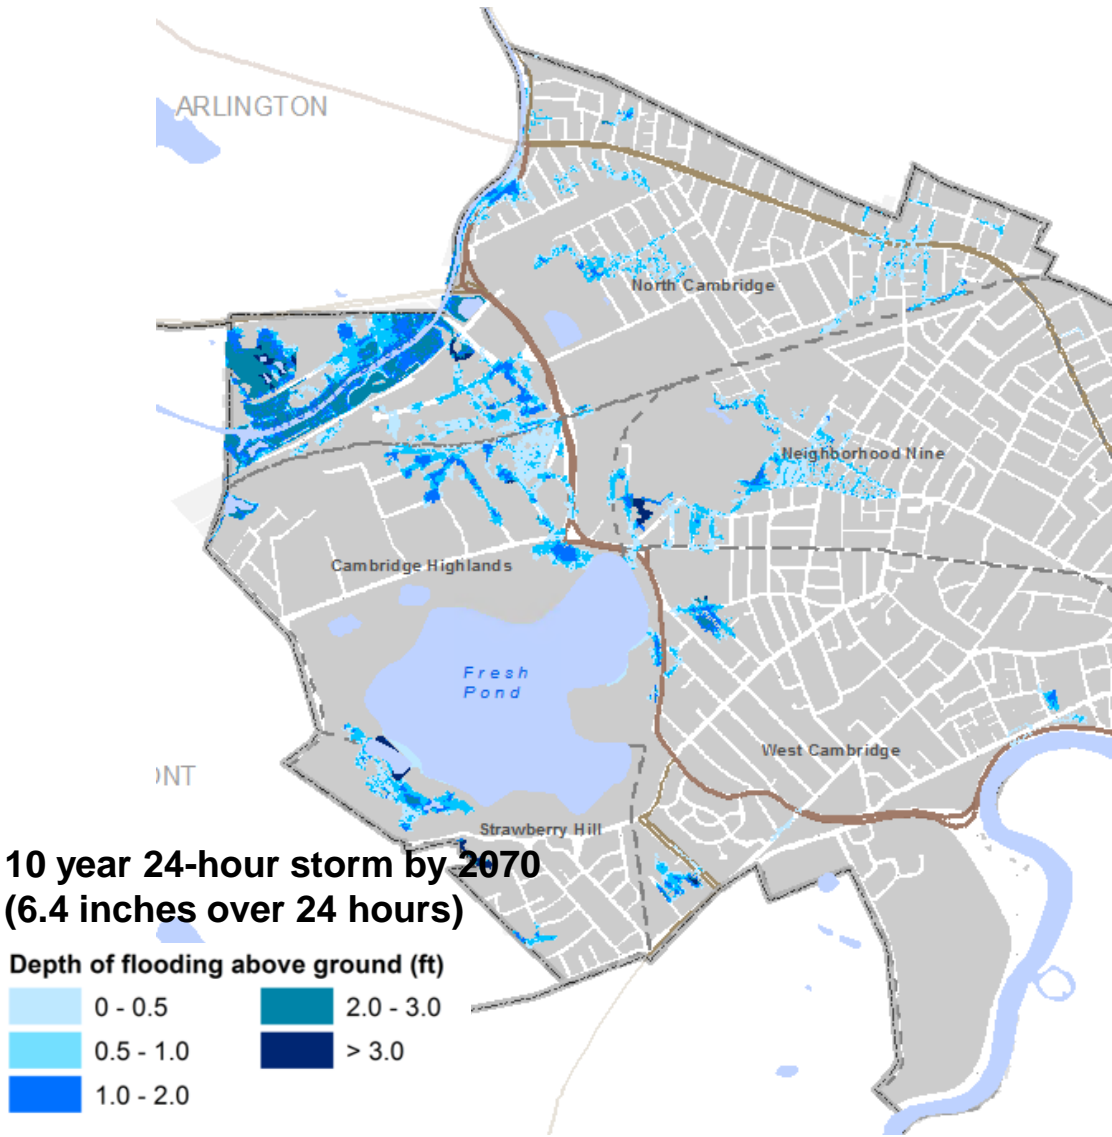 ARLINGTON
North Cambridge
Neighborhood Nine
Cambridge Highlands
Fresh
Pond
West Cambridge
Strawberry Hill
10 year 24-hour storm by 2070
(6.4 inches over 24 hours)
Depth of flooding above ground (ft)
0 - 0.5
2.0 - 3.0
0.5 - 1.0
> 3.0
1.0 - 2.0